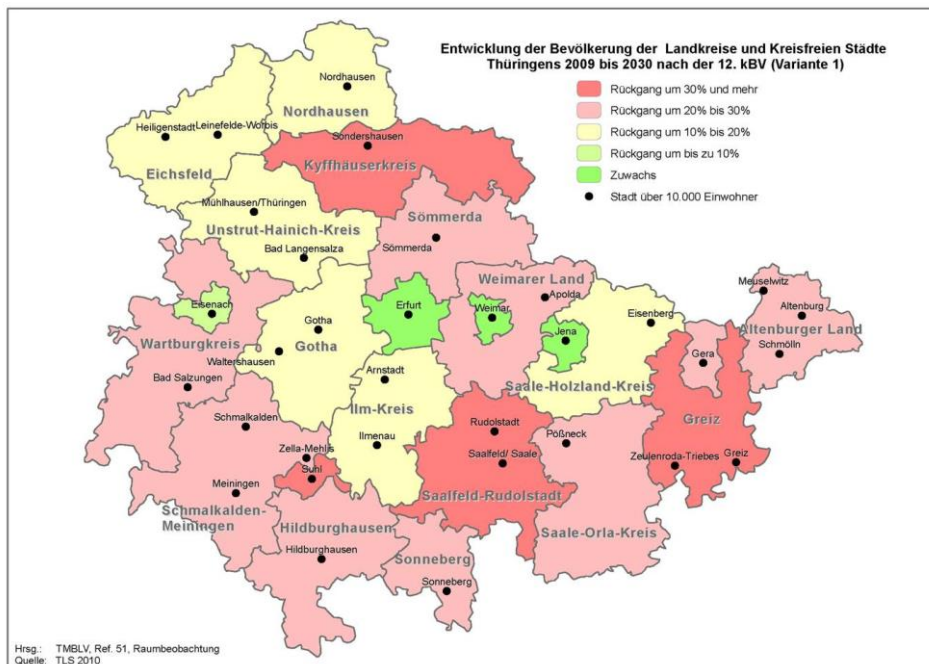 Entwicklung der Bevölkerung der Landkreise und Kreisfreien Städte
Thüringens 2009 bis 2030 nach der 12. kBV (Variante 1)
Rückgang um 30% und mehr
Rückgang um 20% bis 30%
Rückgang um 10% bis 20%
Rückgang um bis zu 10%
Zuwachs
Stadt über 10.000 Einwohner
Nordhausen
Nordhausen
Heiligenstadt
Leinefelde-Worbis
Eichsfeld
Sondershausen
Kyffhäuserkreis
Mühlhausen/Thüringen
Unstrut-Hainich-Kreis
Bad Langensalza
Sömmerda
Sömmerda
Weimarer Land
Apolda
Meuselwitz
Altenburg
Altenburger Land
Schmölln
Eisenach
Wartburgkreis
Gotha
Gotha
Waltershausen
Erfurt
Weimar
Jena
Eisenberg
Saale-Holzland-Kreis
Gera
Greiz
Bad Salzungen
Arnstadt
Ilm-Kreis
Ilmenau
Schmalkalden
Rudolstadt
Saalfeld/ Saale
Saalfeld-Rudolstadt
Pößneck
Zeulenroda-Triebes
Greiz
Zella-Mehlis
Suhl
Meiningen
Schmalkalden-
Meiningen
Hildburghausen
Hildburghausen
Saale-Orla-Kreis
Sonneberg
Sonneberg
Hrsg.: TMBLV, Ref. 51, Raumbeobachtung
Quelle: TLS 2010